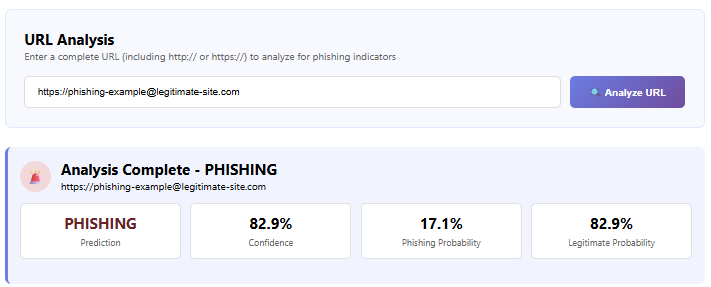 URL Analysis
Enter a complete URL (including http:// or https://) to analyze for phishing indicators
https://phishing-example@legitimate-site.com
Analyze URL
Analysis Complete - PHISHING
https://phishing-example@legitimate-site.com
PHISHING
Prediction
82.9%
Confidence
17.1%
Phishing Probability
82.9%
Legitimate Probability